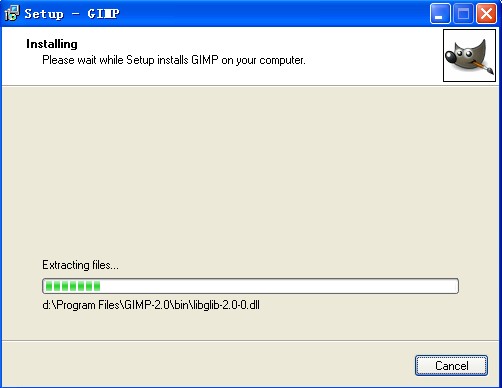 Setup - GIMP
Installing
Please wait while Setup installs GIMP on your computer.
Extracting files...
d:\Program Files\GIMP-2.0\bin\libglib-2.0-0.dll
Cancel